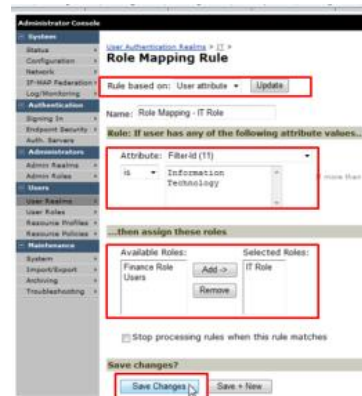 Administrator Console
System
Status
Configuration
Network
IF-MAP Federation
Log/Monitoring
Authentication
Signing In
Endpoint Security
Auth. Servers
Administrators
Admin Realms
Admin Roles
Users
User Realms
User Roles
Resource Profiles
Resource Policies
Maintenance
System
Import/Export
Archiving
Troubleshooting
User Authentication Realms > IT >
Role Mapping Rule
Rule based on: User attribute Update
Name: Role Mapping - IT Role
Rule: If user has any of the following attribute values...
Attribute: Filter-Id (11)
is Information
Technology
If more than
...then assign these roles
Available Roles: Selected Roles:
Finance Role Add -> IT Role
Users
Remove
Stop processing rules when this rule matches
Save changes?
Save Changes Save + New